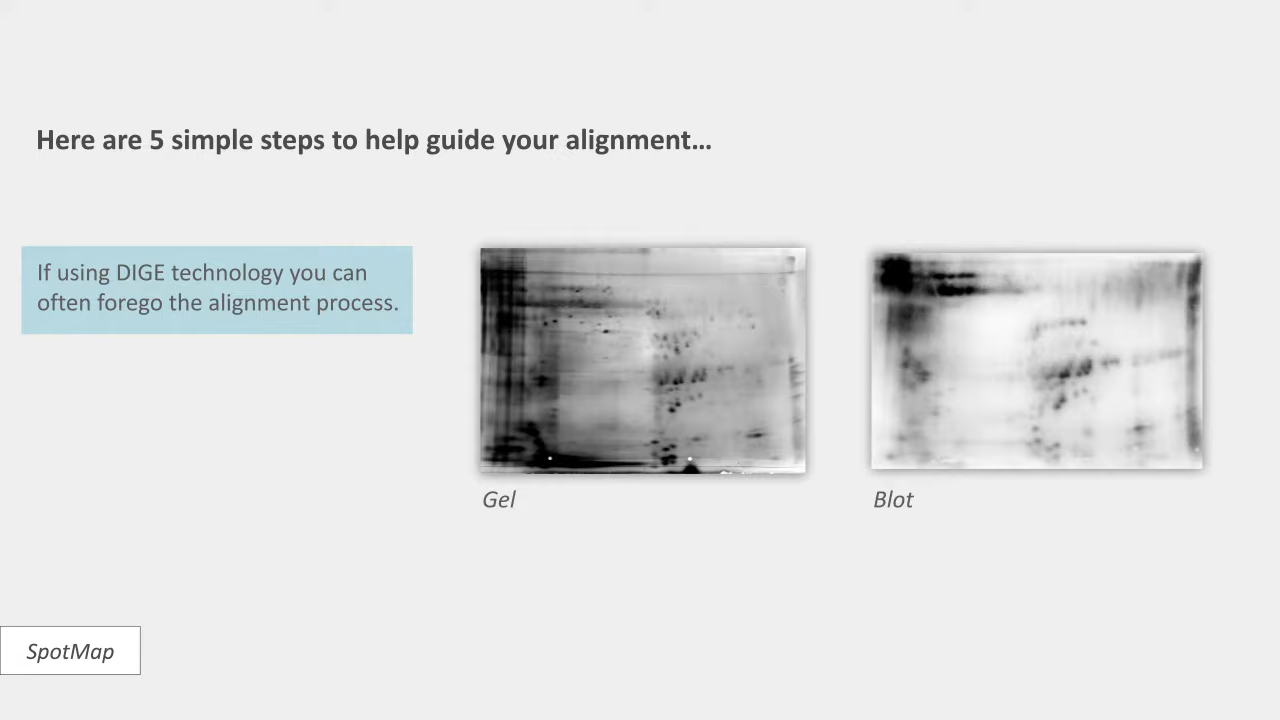 Here are 5 simple steps to help guide your alignment...
If using DIGE technology you can
often forego the alignment process.
Gel
Blot
SpotMap